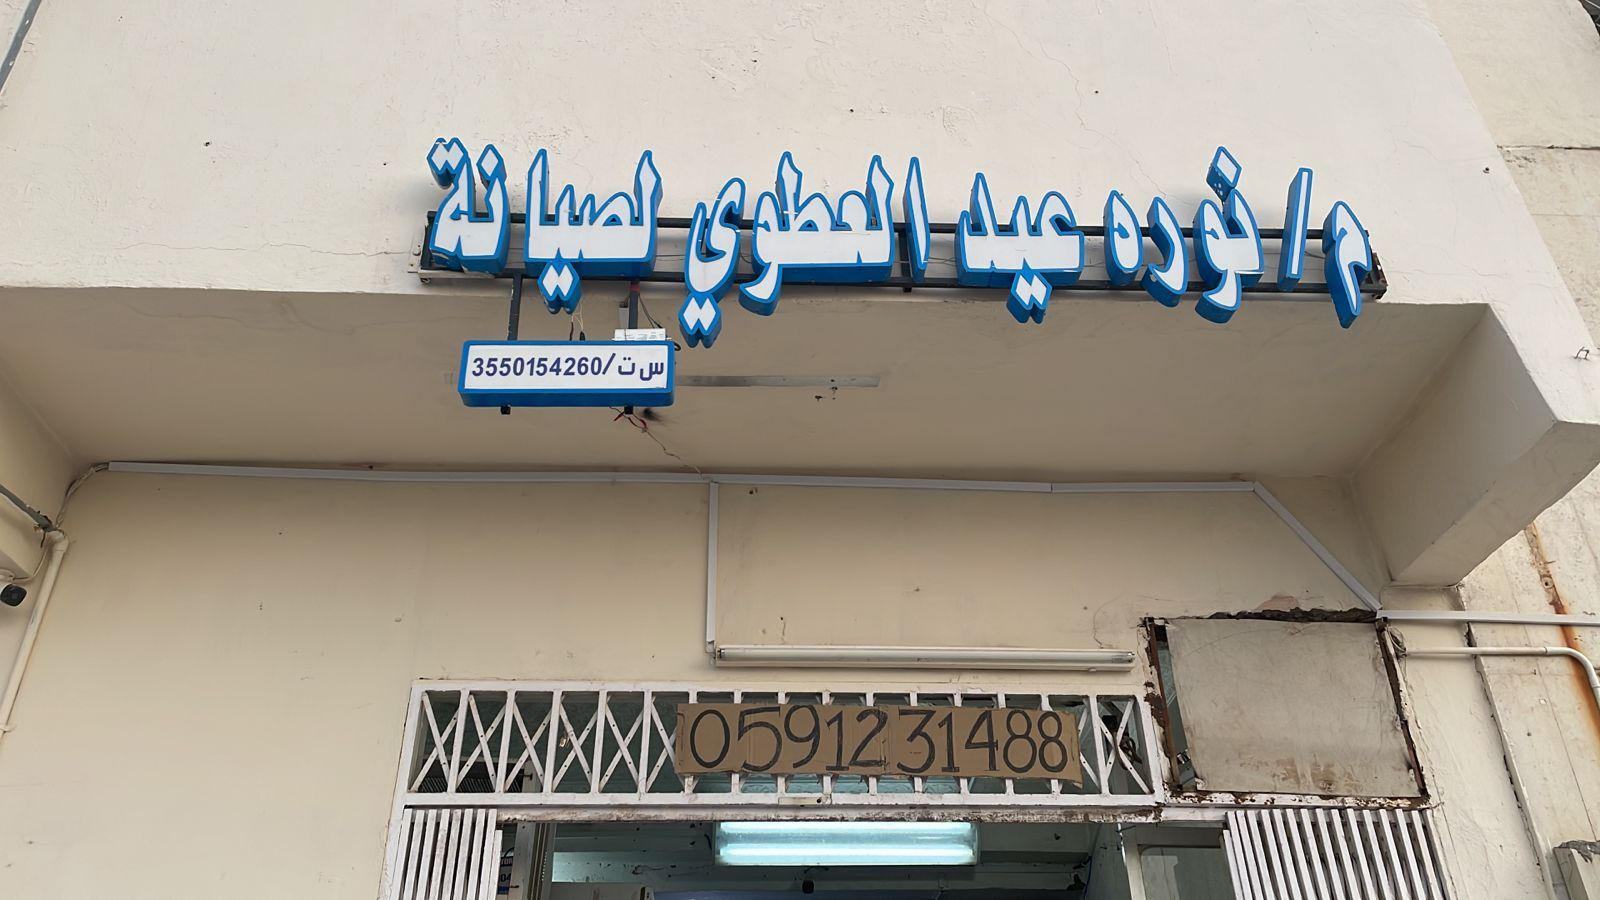 م/ نوره عيد العطوي لصيانة
س ت/3550154260
0591231488